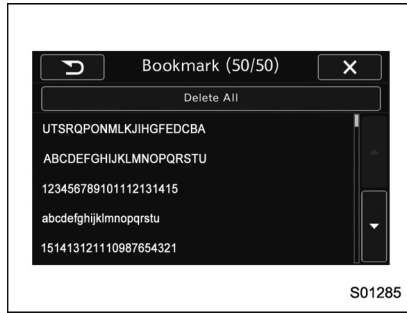 Bookmark (50/50)
Delete All
UTSRQPONMLKJIHGFEDCBA
ABCDEFGHIJKLMNOPQRSTU
123456789101112131415
abcdefghijklmnopqrstu
151413121110987654321
S01285